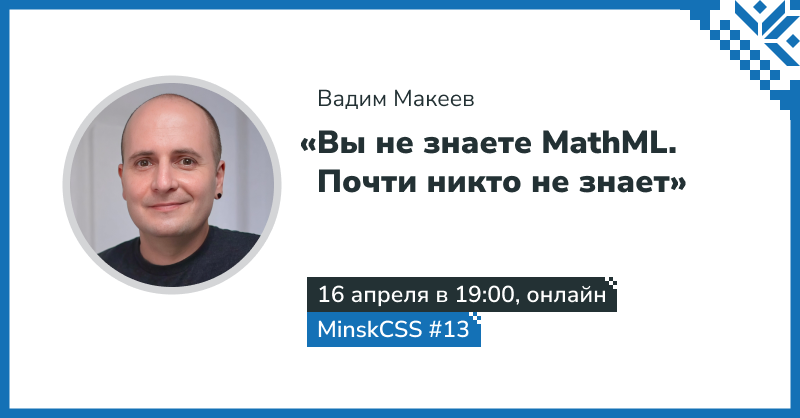 Вадим Макеев
«Вы не знаете MathML.
Почти никто не знает»
16 апреля в 19:00, онлайн
MinskCSS #13